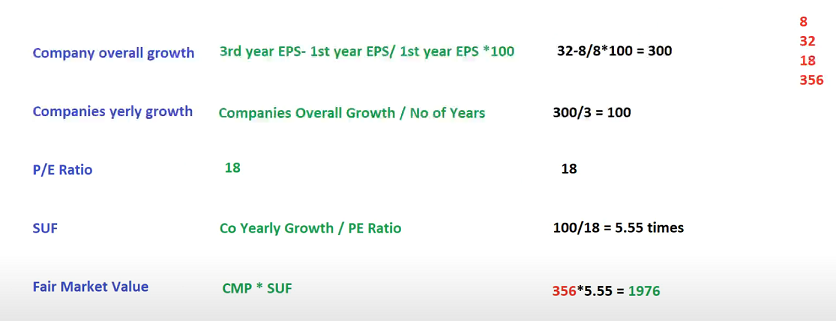 8
32
18
356
Company overall growth 3rd year EPS- 1st year EPS/ 1st year EPS *100 32-8/8*100 = 300
Companies yerly growth Companies Overall Growth / No of Years 300/3 = 100
P/E Ratio 18 18
SUF Co Yearly Growth / PE Ratio 100/18 = 5.55 times
Fair Market Value CMP * SUF 356*5.55 = 1976